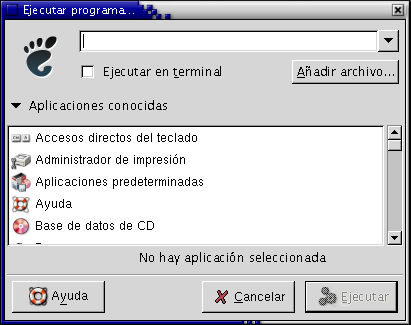 Ejecutar programa...
Ejecutar en terminal
Añadir archivo...
Aplicaciones conocidas
Accesos directos del teclado
Administrador de impresión
Aplicaciones predeterminadas
Ayuda
Base de datos de CD
No hay aplicación seleccionada
Ayuda
Cancelar
Ejecutar